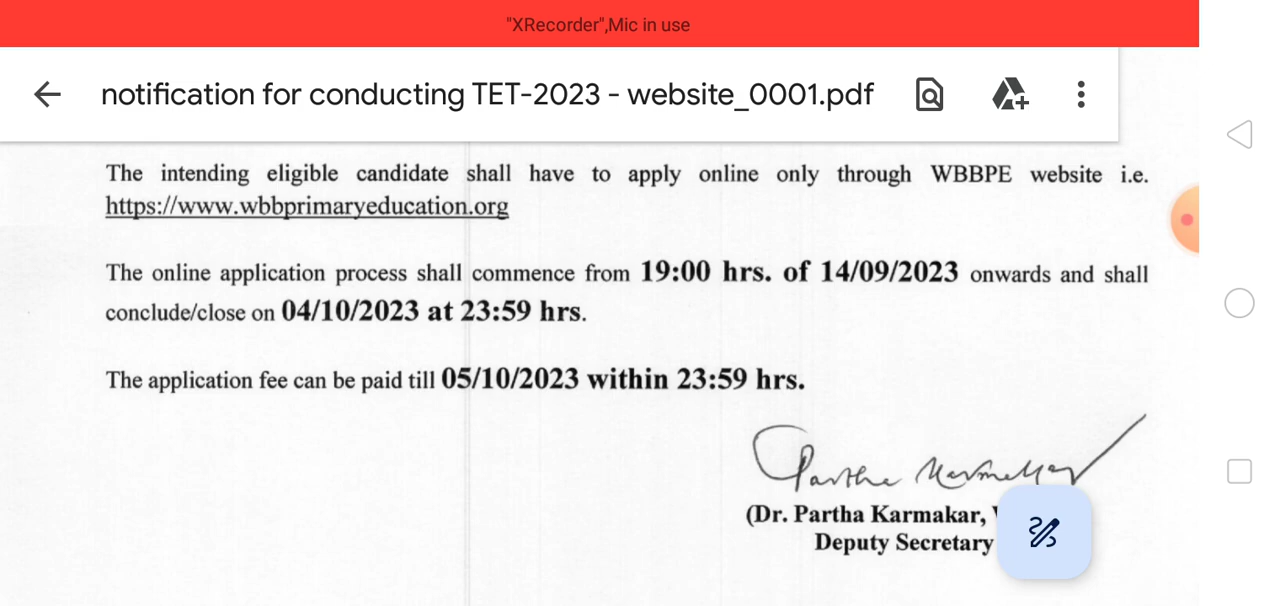 "XRecorder",Mic in use
notification for conducting TET-2023 - website_0001.pdf
The intending eligible candidate shall have to apply online only through WBBPE website i.e.
https://www.wbbprimaryeducation.org
The online application process shall commence from 19:00 hrs. of 14/09/2023 onwards and shall
conclude/close on 04/10/2023 at 23:59 hrs.
The application fee can be paid till 05/10/2023 within 23:59 hrs.
Partha Karmakar
(Dr. Partha Karmakar,
Deputy Secretary